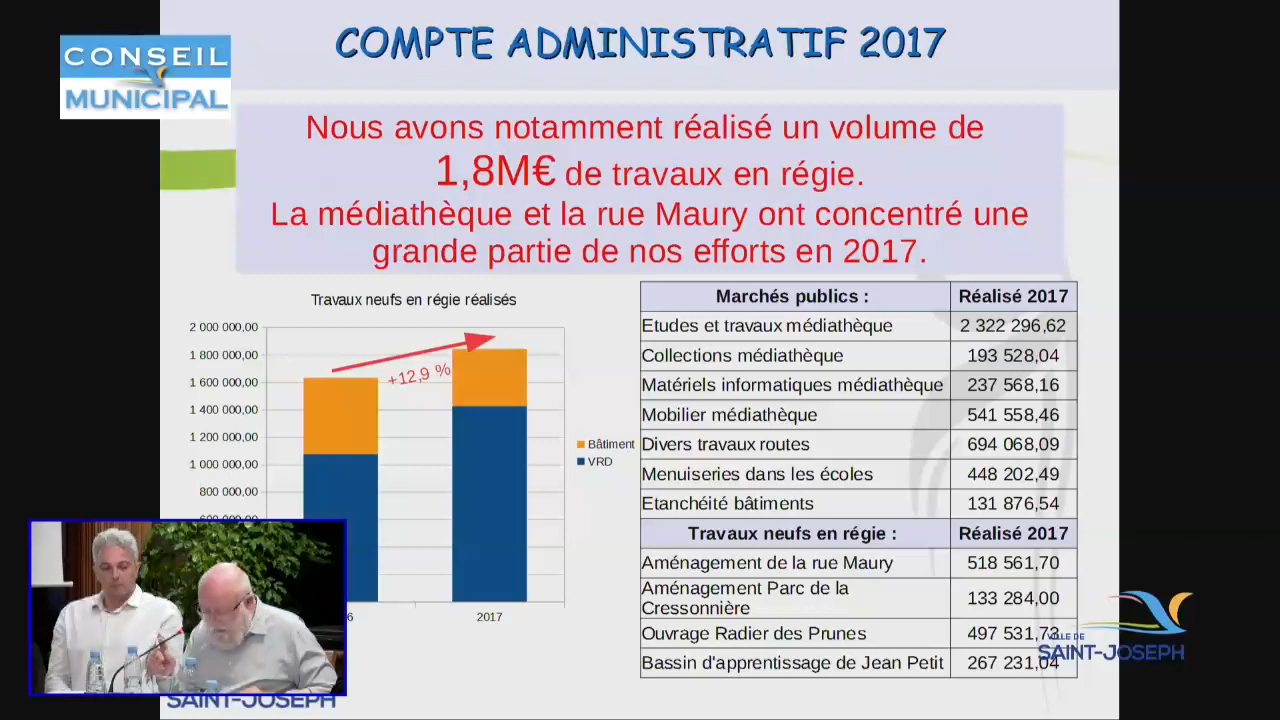 COMPTE ADMINISTRATIF 2017
CONSEIL
MUNICIPAL
Nous avons notamment réalisé un volume de
1,8M€ de travaux en régie.
La médiathèque et la rue Maury ont concentré une
grande partie de nos efforts en 2017.
Travaux neufs en régie réalisés
2 000 000,00
1 800 000,00
1 600 000,00
1 400 000,00
1 200 000,00
1 000 000,00
800 000,00
600 000,00
+12,9 %
Bâtiment
VRD
6
2017
Marchés publics : Réalisé 2017
Etudes et travaux médiathèque 2 322 296,62
Collections médiathèque 193 528,04
Matériels informatiques médiathèque 237 568,16
Mobilier médiathèque 541 558,46
Divers travaux routes 694 068,09
Menuiseries dans les écoles 448 202,49
Etanchéité bâtiments 131 876,54
Travaux neufs en régie : Réalisé 2017
Aménagement de la rue Maury 518 561,70
Aménagement Parc de la
Cressonnière 133 284,00
Ouvrage Radier des Prunes 497 531,73
Bassin d'apprentissage de Jean Petit 267 231,04
VILLE DE
SAINT-JOSEPH
SAINT-JOSEPH